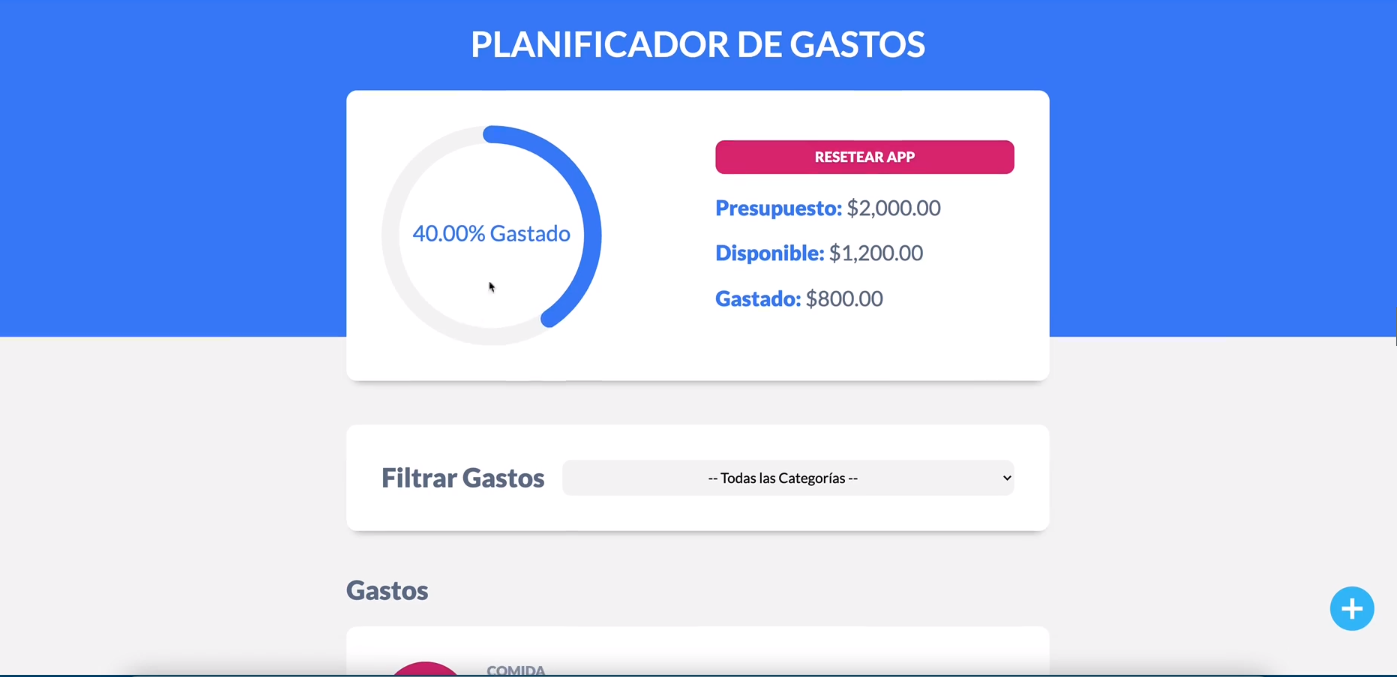 PLANIFICADOR DE GASTOS
40.00% Gastado
RESETEAR APP
Presupuesto: $2,000.00
Disponible: $1,200.00
Gastado: $800.00
Filtrar Gastos
-- Todas las Categorías --
Gastos
COMIDA